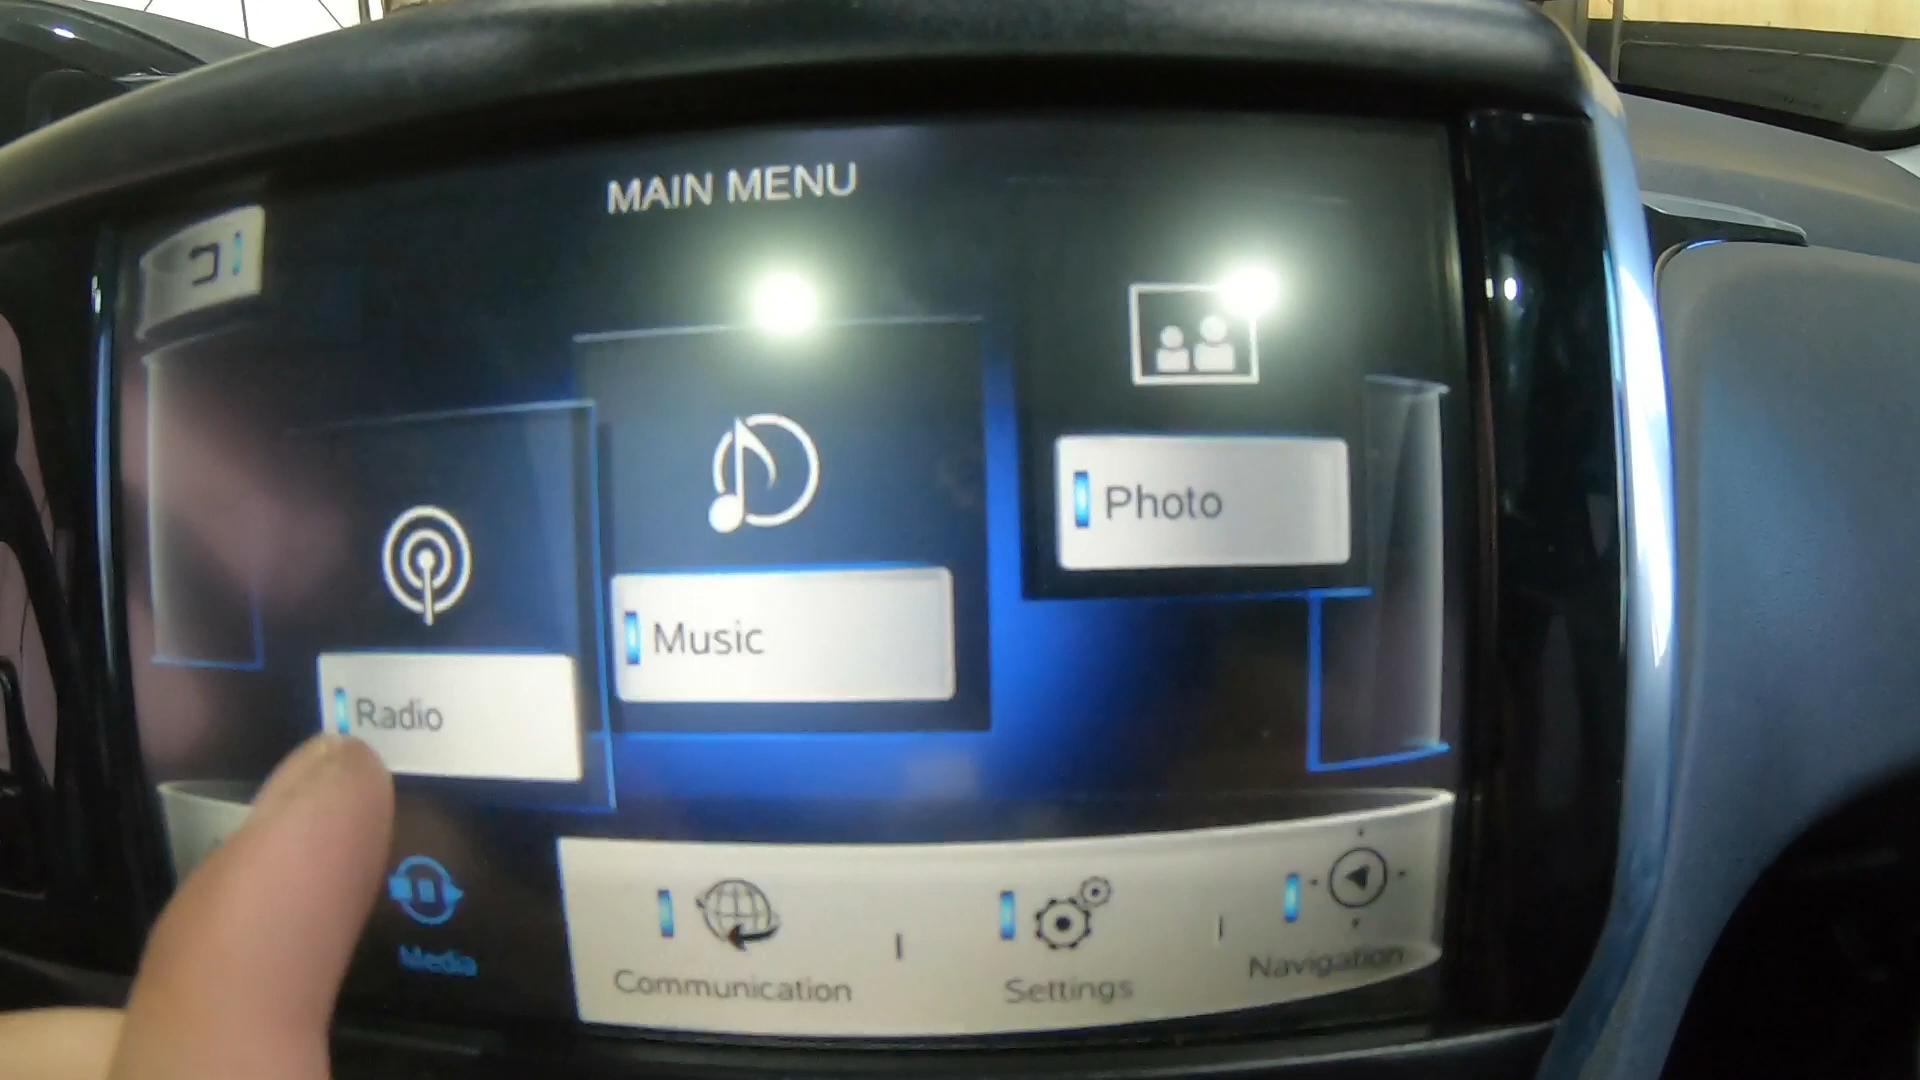 MAIN MENU
Photo
Music
Radio
Media
Communication
Settings
Navigation